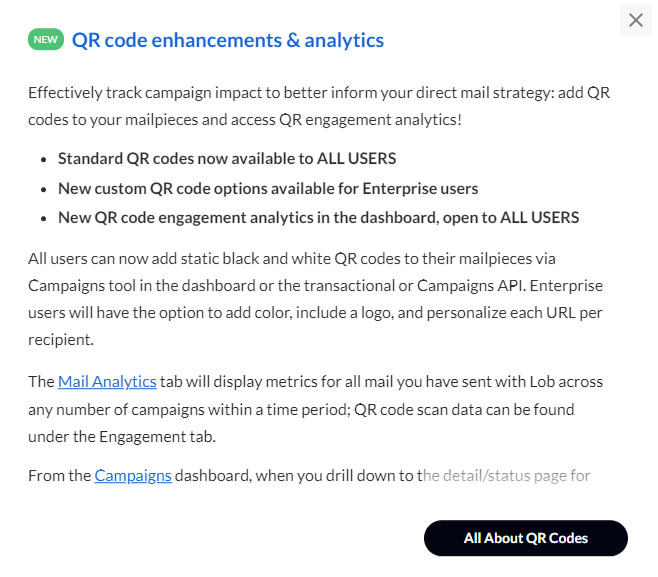 NEW QR code enhancements & analytics
Effectively track campaign impact to better inform your direct mail strategy: add QR
codes to your mailpieces and access QR engagement analytics!
• Standard QR codes now available to ALL USERS
• New custom QR code options available for Enterprise users
• New QR code engagement analytics in the dashboard, open to ALL USERS
All users can now add static black and white QR codes to their mailpieces via
Campaigns tool in the dashboard or the transactional or Campaigns API. Enterprise
users will have the option to add color, include a logo, and personalize each URL per
recipient.
The Mail Analytics tab will display metrics for all mail you have sent with Lob across
any number of campaigns within a time period; QR code scan data can be found
under the Engagement tab.
From the Campaigns dashboard, when you drill down to the detail/status page for
All About QR Codes